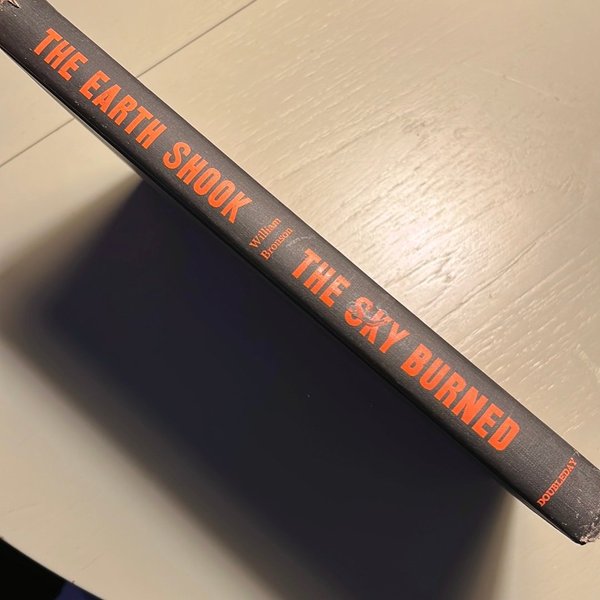 THE EARTH SHOOK
William
Bronson
THE SKY BURNED
DOUBLEDAY